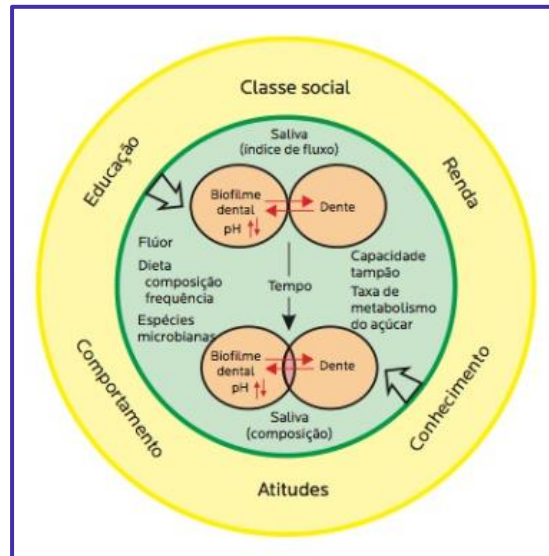 Classe social
Educação
Renda
Saliva
(índice de fluxo)
Biofilme
dental
pH
Dente
Flúor
Dieta
composição
frequência
Espécies
microbianas
Tempo
Capacidade
tampão
Taxa de
metabolismo
do açúcar
Biofilme
dental
pH
Dente
Saliva
(composição)
Comportamento
Conhecimento
Atitudes